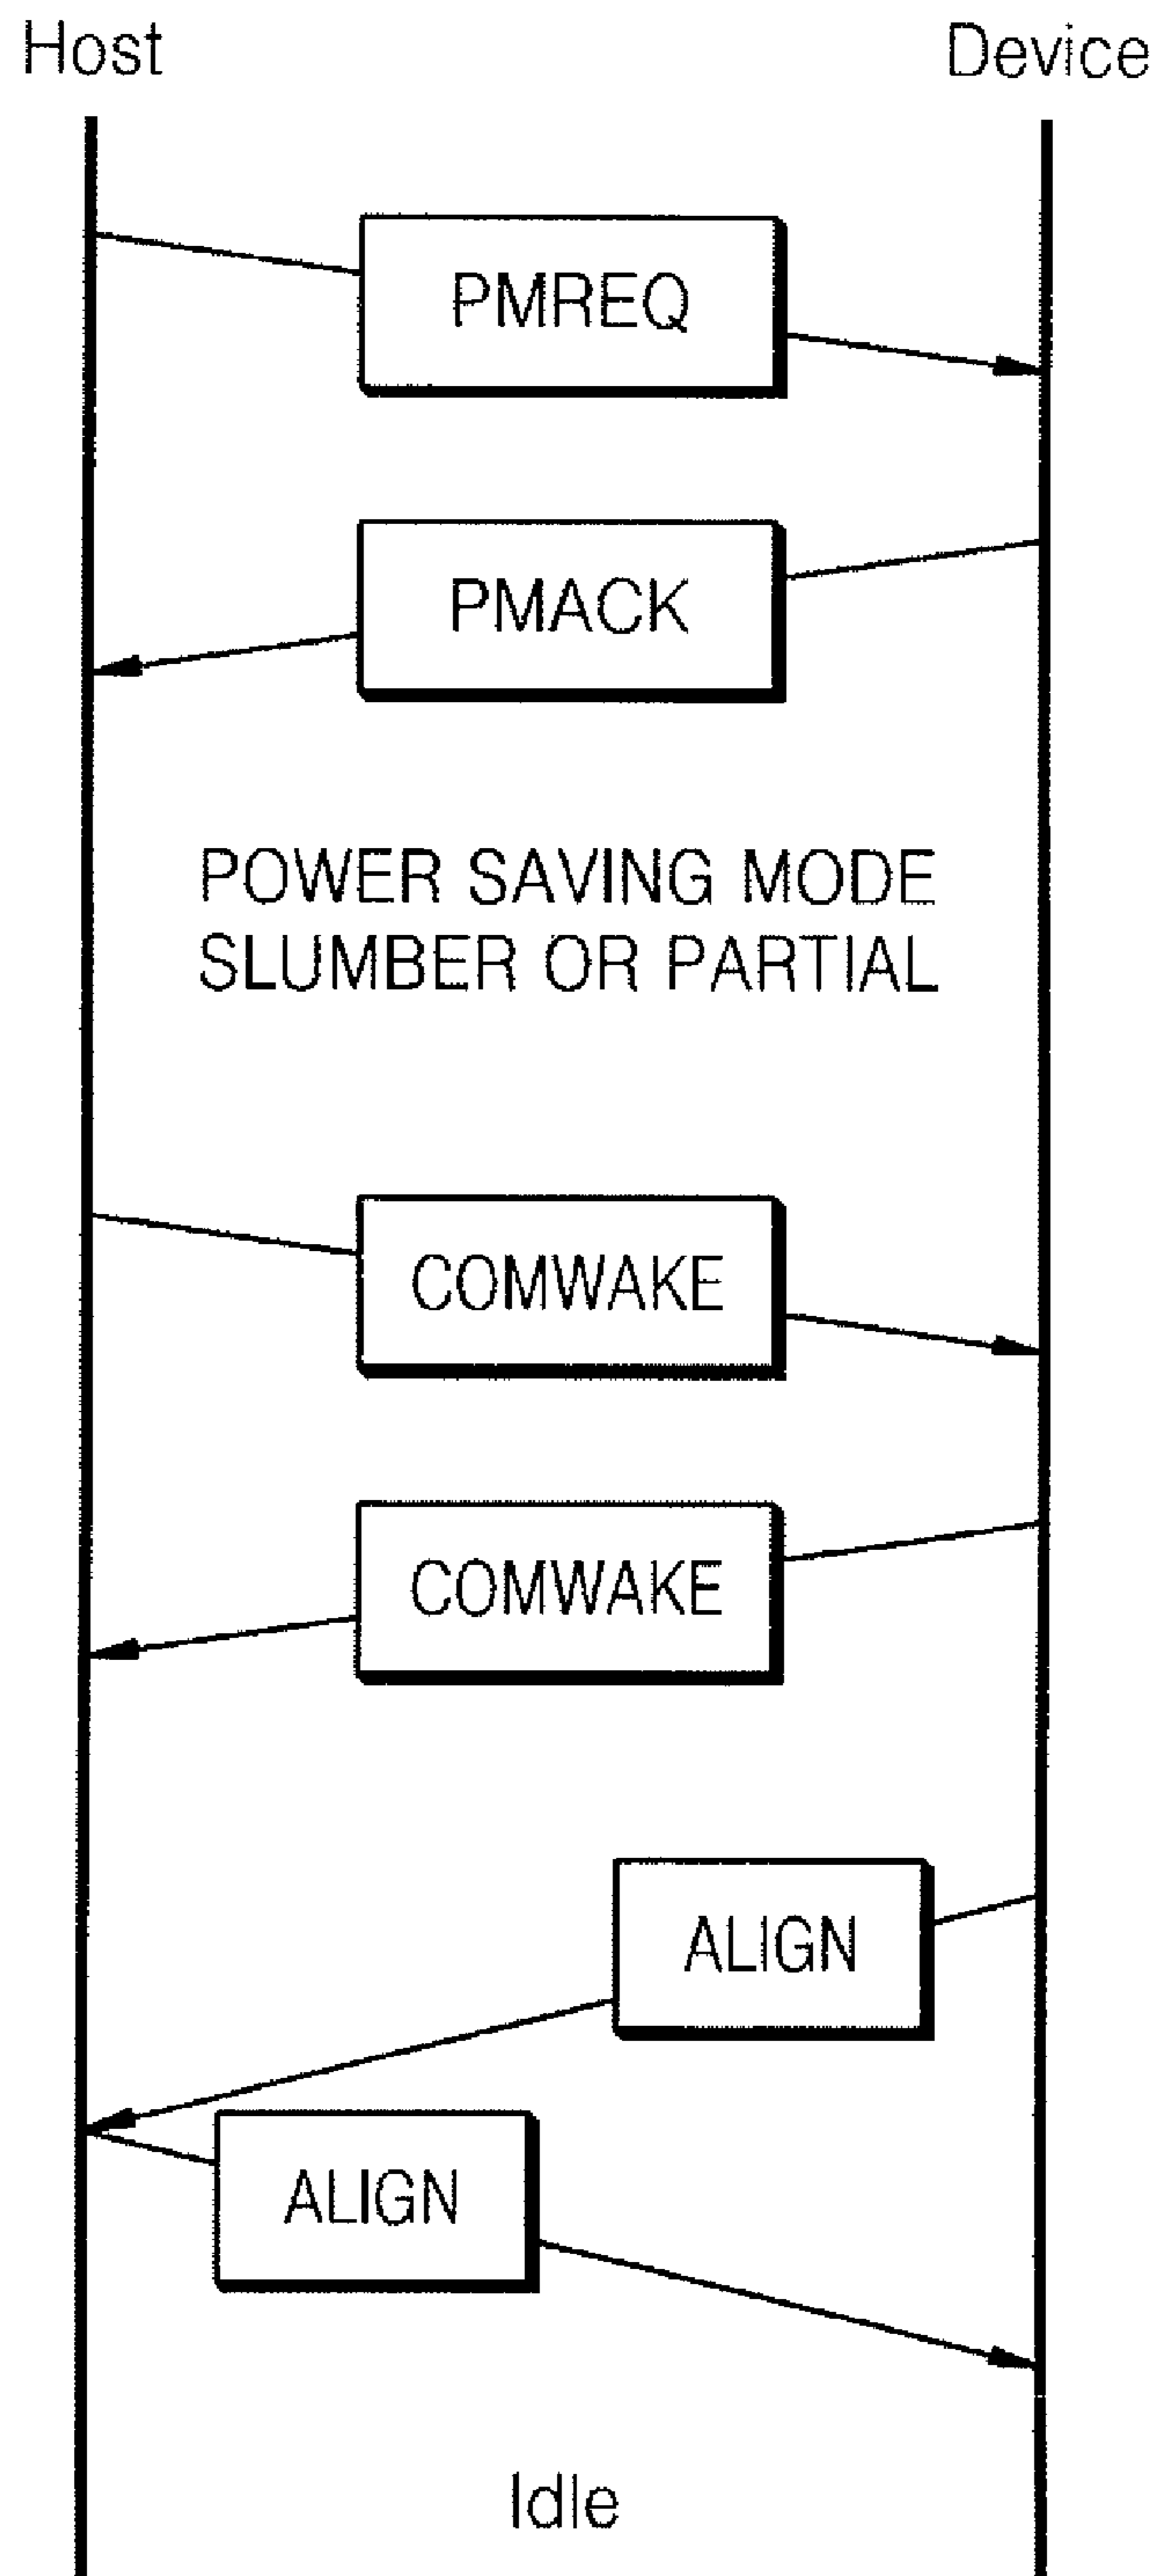 Host
Device
PMREQ
PMACK
POWER SAVING MODE
SLUMBER OR PARTIAL
COMWAKE
COMWAKE
ALIGN
ALIGN
Idle